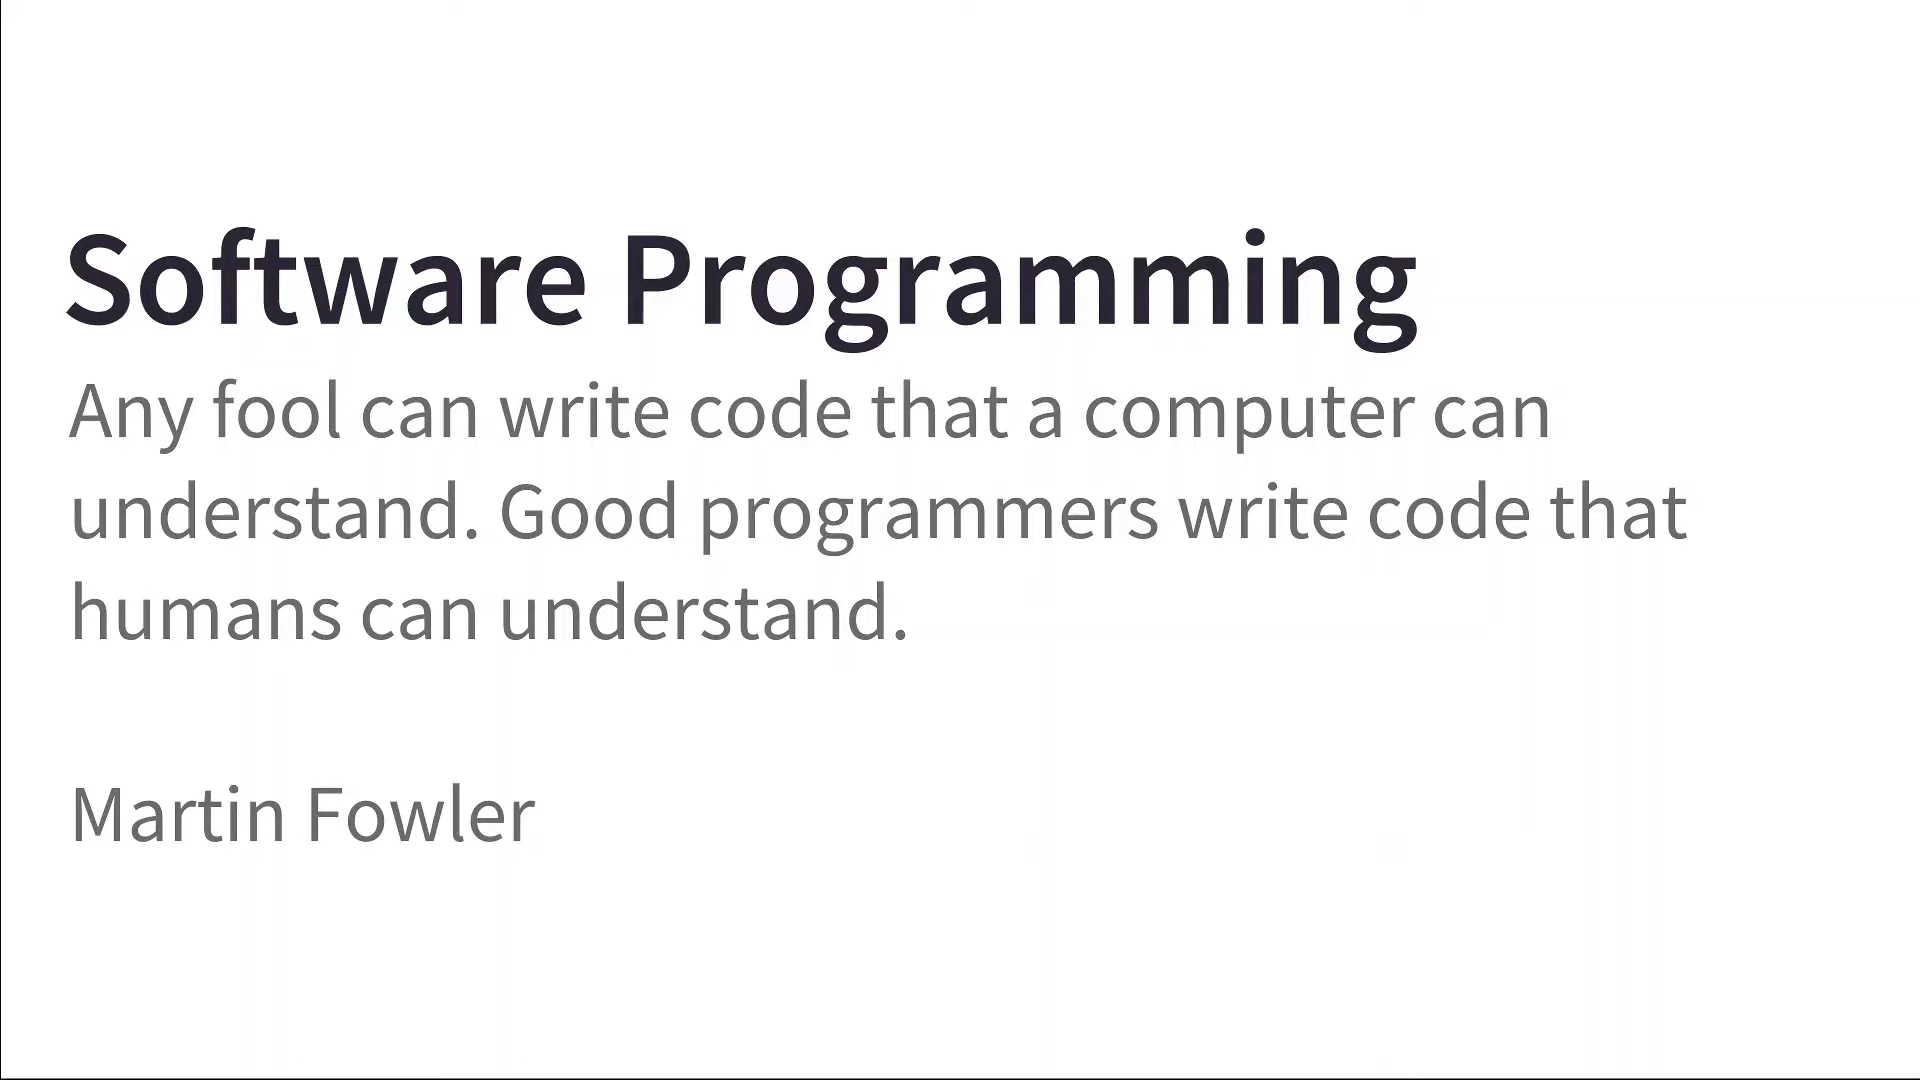 Software Programming
Any fool can write code that a computer can
understand. Good programmers write code that
humans can understand.
Martin Fowler